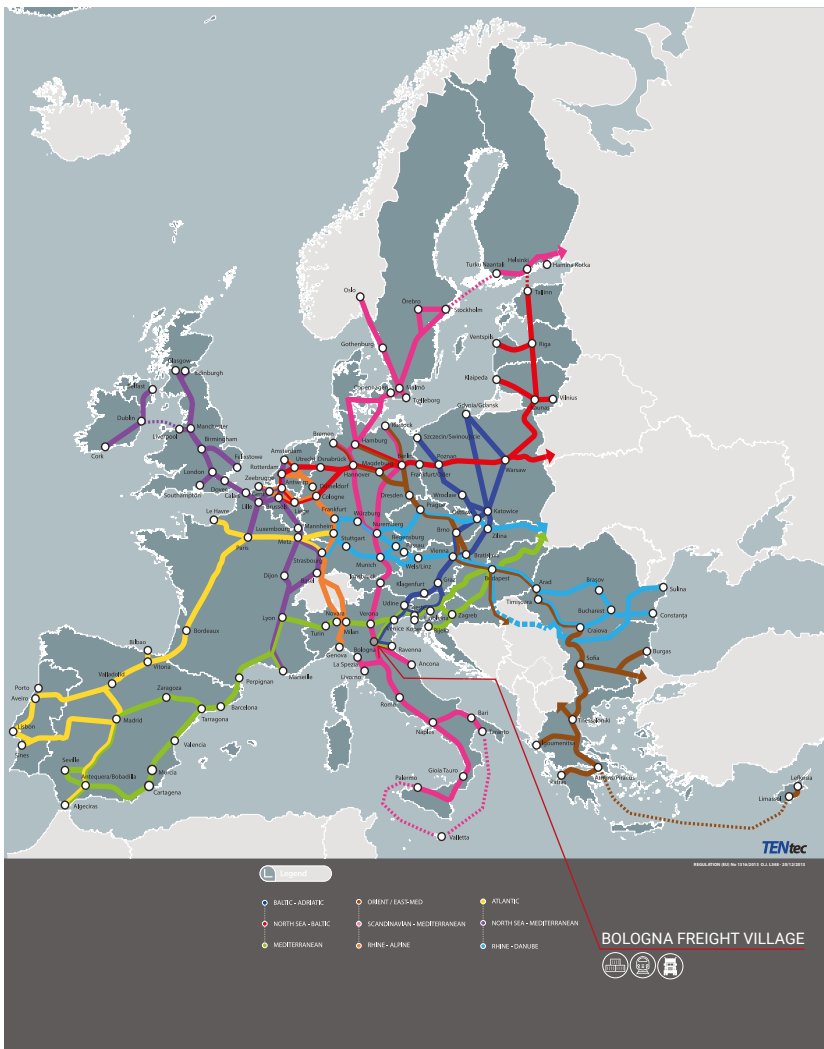 Oslo
Örebro
Stockholm
Turku Naantali
Helsinki
Hamina Kotka
Tallinn
Gothenburg
Ventspils
Riga
Klaipeda
Vilnius
Kaunas
Copenhagen
Malmö
Trelleborg
Glasgow
Edinburgh
Belfast
Dublin
Cork
Liverpool
Manchester
Birmingham
Felixstowe
London
Southampton
Dover
Calais
Gdynia/Gdansk
Rostock
Szczecin/Swinoujscie
Bremen
Hamburg
Amsterdam
Rotterdam
Utrecht
Osnabrück
Hannover
Magdeburg
Berlin
Frankfurt/Oder
Poznan
Warsaw
Zeebrugge
Antwerp
Düsseldorf
Cologne
Lille
Brussels
Liège
Dresden
Wroclaw
Katowice
Prague
Le Havre
Paris
Luxembourg
Metz
Frankfurt
Mannheim
Würzburg
Nuremberg
Regensburg
Passau
Wels/Linz
Brno
Zilina
Stuttgart
Strasbourg
Vienna
Bratislava
Munich
Dijon
Basel
Innsbruck
Klagenfurt
Graz
Budapest
Arad
Timișoara
Brașov
Sulina
Bucharest
Constanța
Craiova
Udine
Venice
Koper
Rijeka
Zagreb
Lyon
Turin
Novara
Milan
Verona
Genova
Bologna
Ravenna
La Spezia
Livorno
Ancona
Bordeaux
Bilbao
Vitoria
Marseille
Perpignan
Sofia
Burgas
Porto
Aveiro
Valladolid
Zaragoza
Barcelona
Tarragona
Madrid
Lisbon
Sines
Valencia
Seville
Antequera/Bobadilla
Murcia
Cartagena
Algeciras
Rome
Naples
Bari
Taranto
Gioia Tauro
Palermo
Valletta
Thessaloniki
Igoumenitsa
Patras
Athens/Piraeus
Lefkosia
Limassol
TENtec
REGULATION (EU) No 1316/2013 O.J. L348 - 20/12/2013
Legend
BALTIC - ADRIATIC
ORIENT / EAST-MED
ATLANTIC
NORTH SEA - BALTIC
SCANDINAVIAN - MEDITERRANEAN
NORTH SEA - MEDITERRANEAN
MEDITERRANEAN
RHINE - ALPINE
RHINE - DANUBE
BOLOGNA FREIGHT VILLAGE